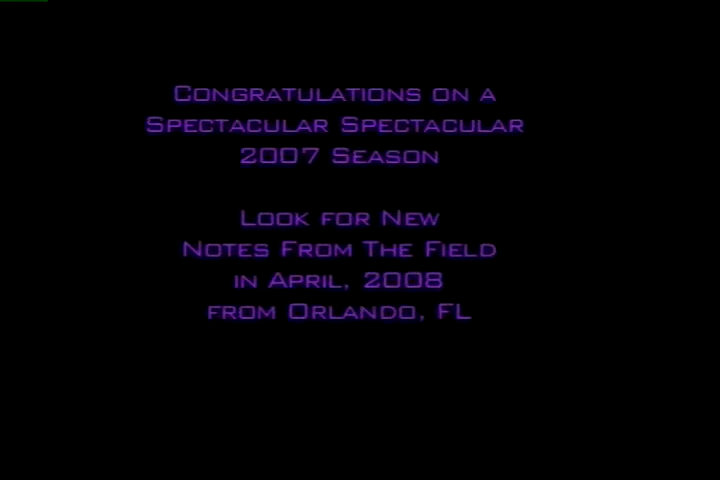 Congratulations on a
Spectacular Spectacular
2007 Season
Look for New
Notes From The Field
in April, 2008
from Orlando, FL